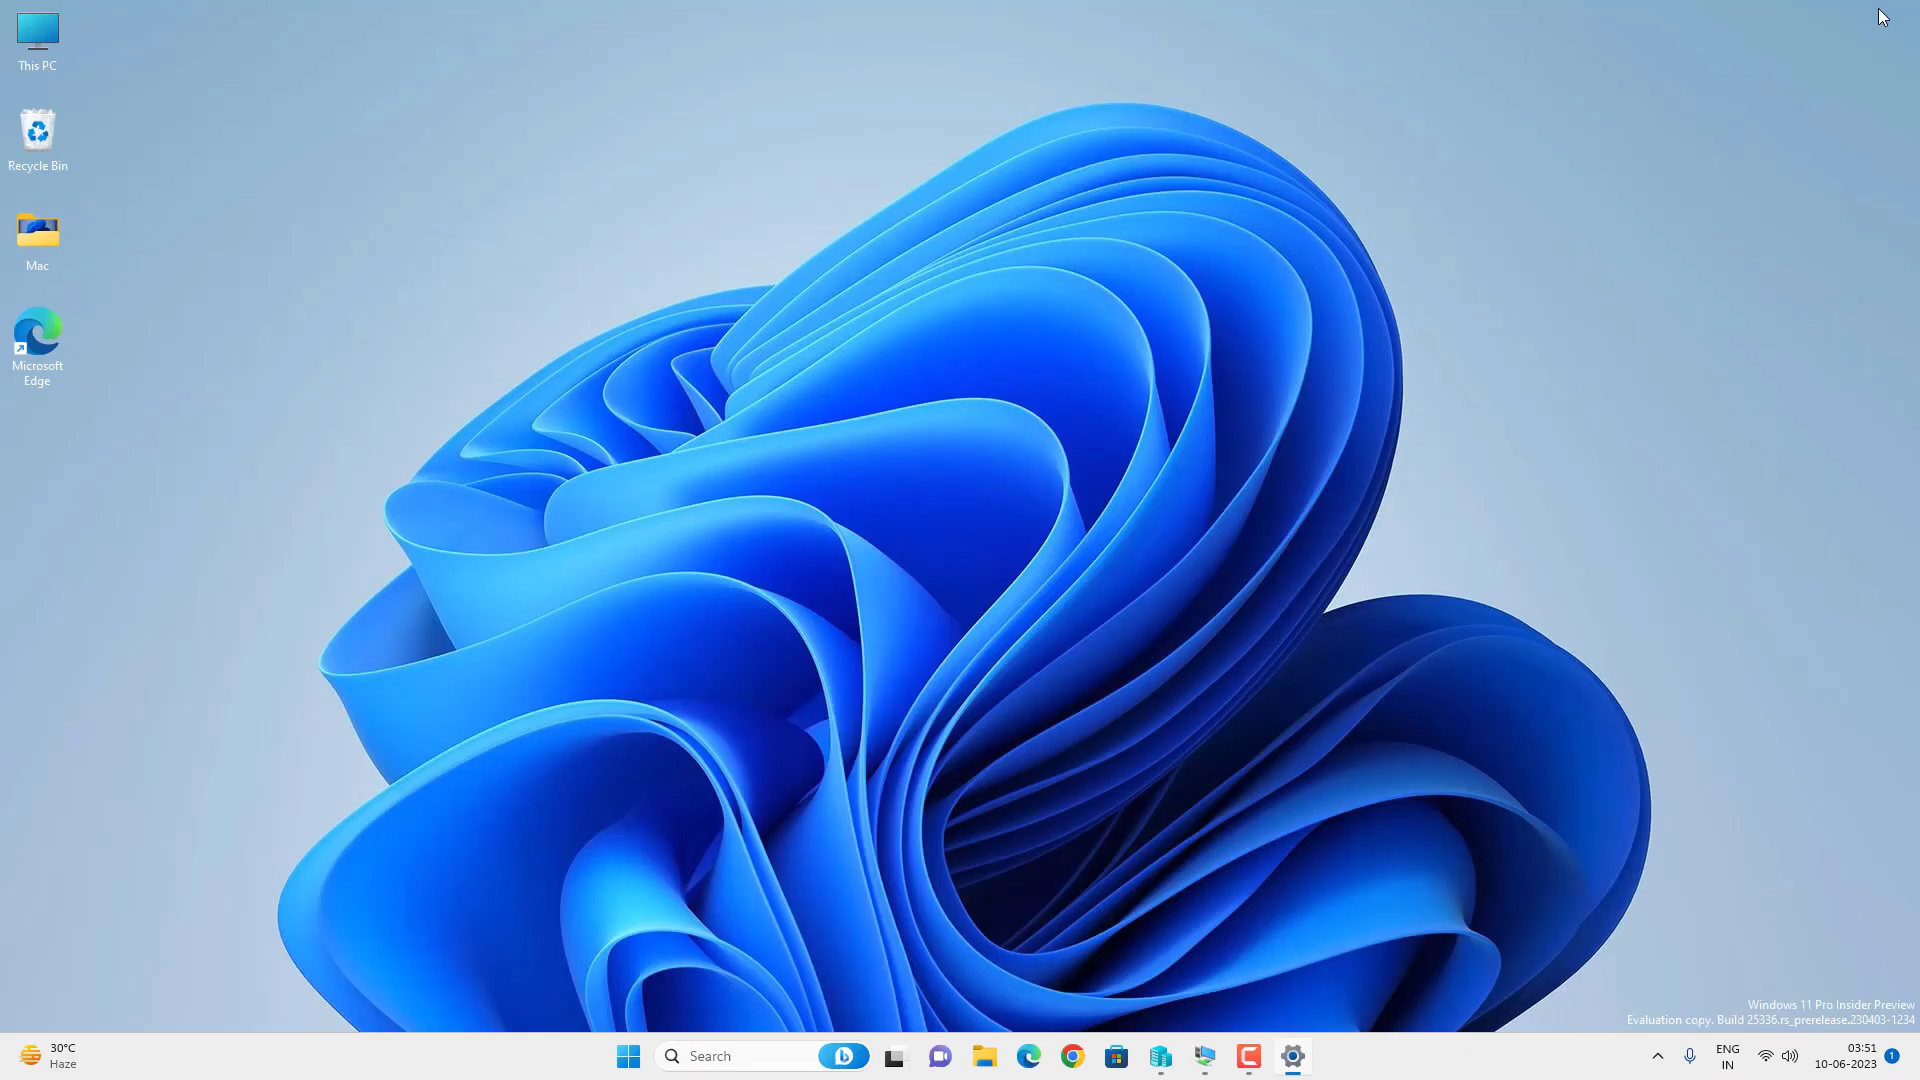 This PC
Recycle Bin
Mac
Microsoft
Edge
Windows 11 Pro Insider Preview
Evaluation copy. Build 25336.rs_prerelease.230403-1234
30°C
Haze
Search
ENG
IN
03:51
10-06-2023
1